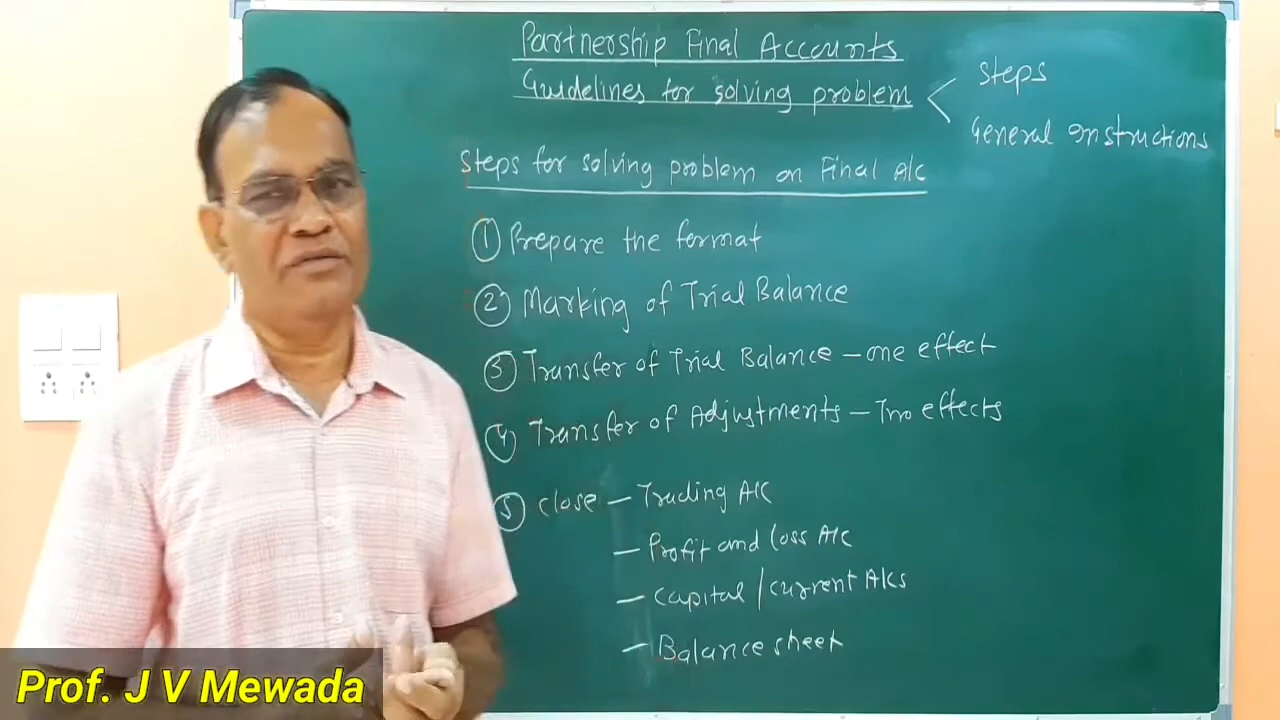 Partnership Final Accounts
Guidelines for solving problem
Steps
General Instructions
Steps for solving problem on Final A/c
1 Prepare the format
2 Marking of Trial Balance
3 Transfer of Trial Balance – One effect
4 Transfer of Adjustments – Two effects
5 Close – Trading A/c
– Profit and Loss A/c
– Capital / Current A/cs
– Balance sheet
Prof. J V Mewada